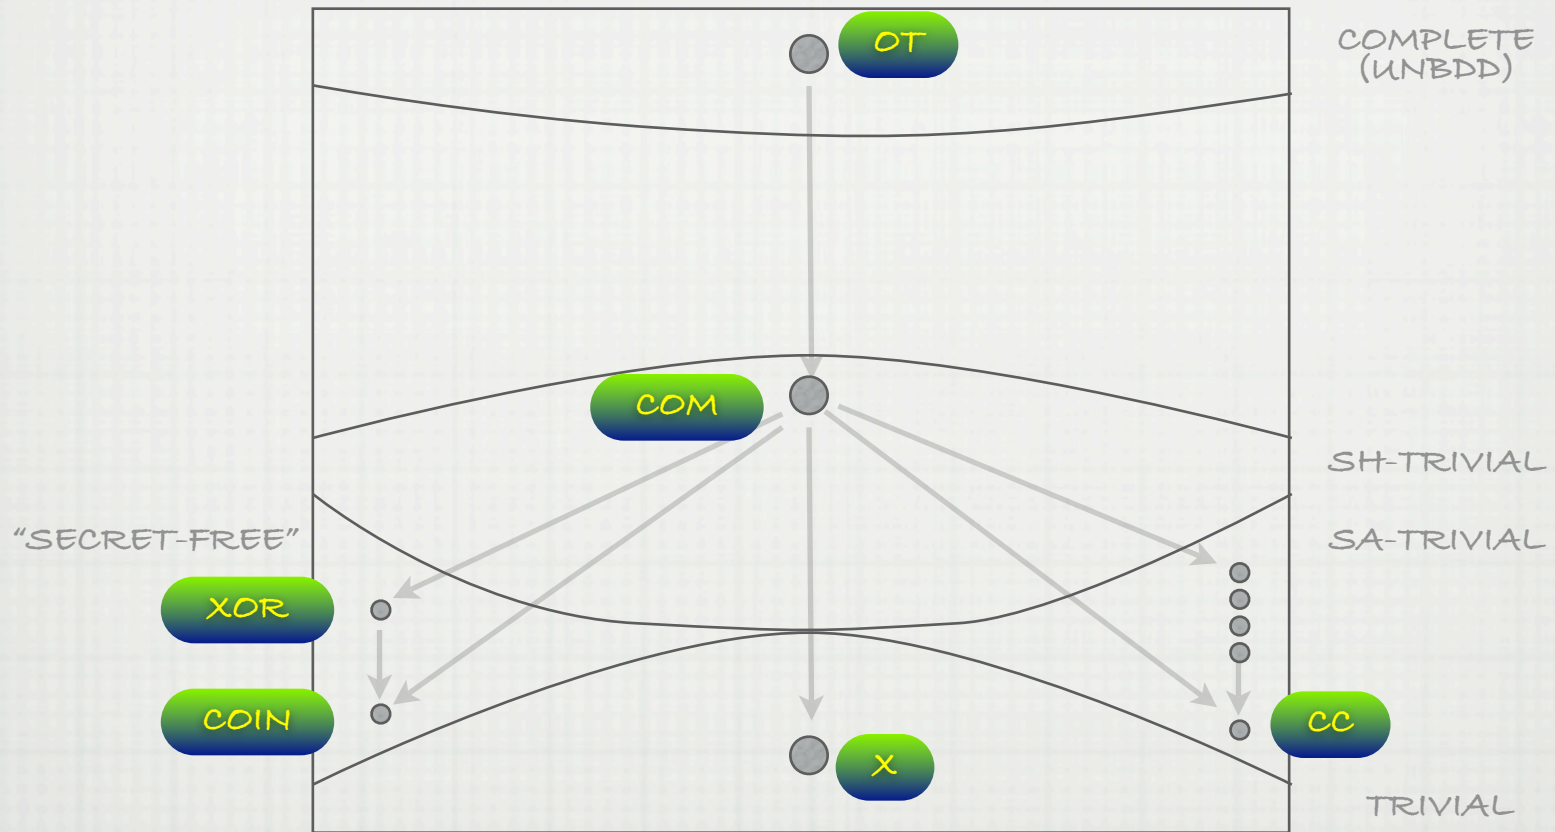 OT
COMPLETE
(UNBDD)
COM
SH-TRIVIAL
"SECRET-FREE"
SA-TRIVIAL
XOR
COIN
CC
X
TRIVIAL